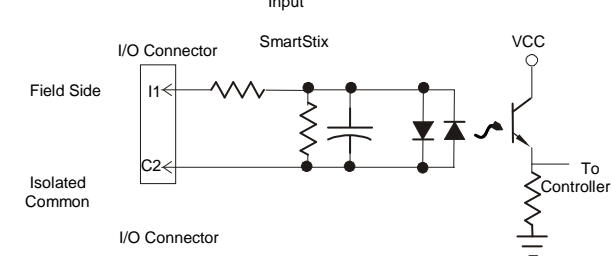 Input
SmartStix
I/O Connector
VCC
Field Side
I1
C2
To
Controller
Isolated
Common
I/O Connector